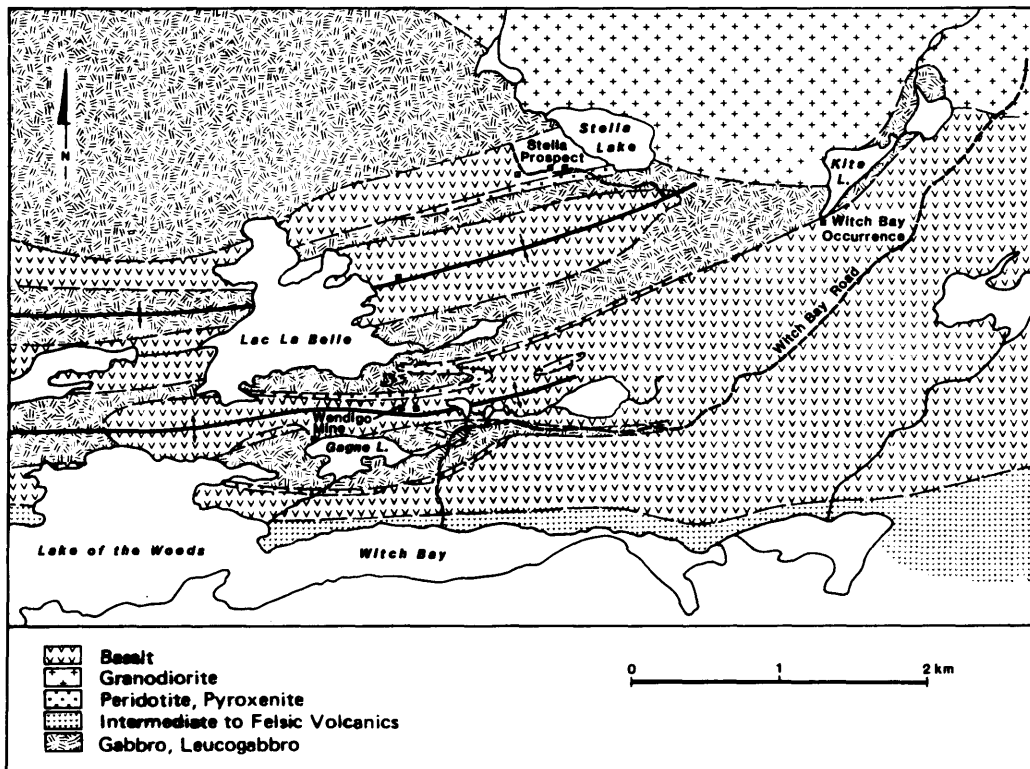 N
Stella
Lake
Stella
Prospect
Kite
L.
Witch Bay
Occurrence
Witch Bay Road
Lac La Belle
Wendigo
Mine
Gagne L.
Lake of the Woods
Witch Bay
Basalt
Granodiorite
Peridotite, Pyroxenite
Intermediate to Felsic Volcanics
Gabbro, Leucogabbro
0 1 2 km